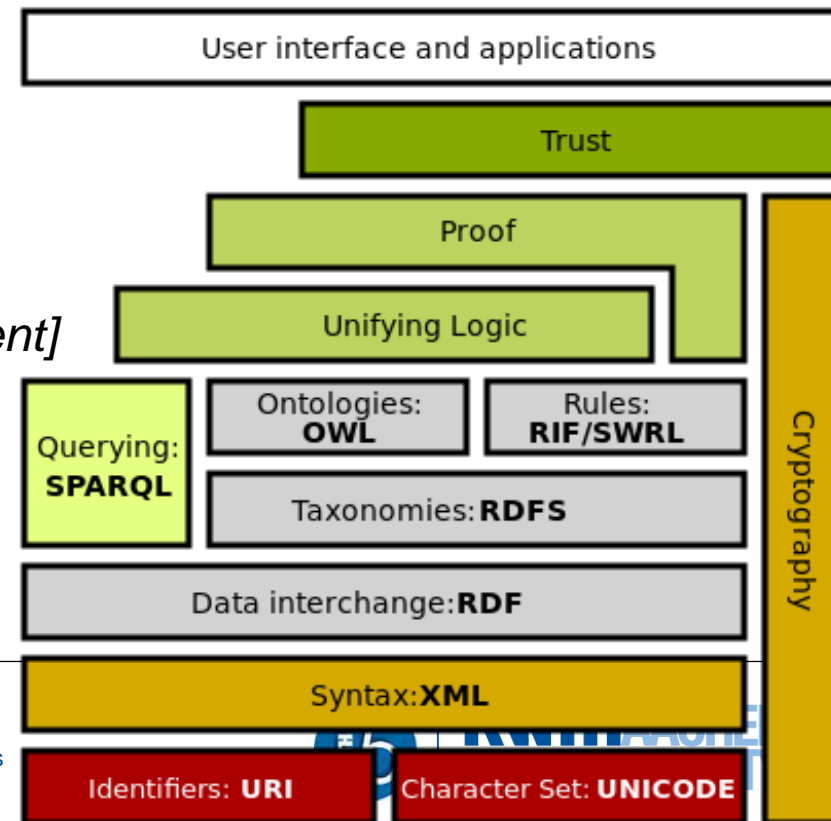 User interface and applications
Trust
Proof
Unifying Logic
ent]
Querying:
SPARQL
Ontologies:
OWL
Rules:
RIF/SWRL
Taxonomies: RDFS
Data interchange:RDF
Syntax:XML
Identifiers: URI
Character Set: UNICODE
Cryptography
s